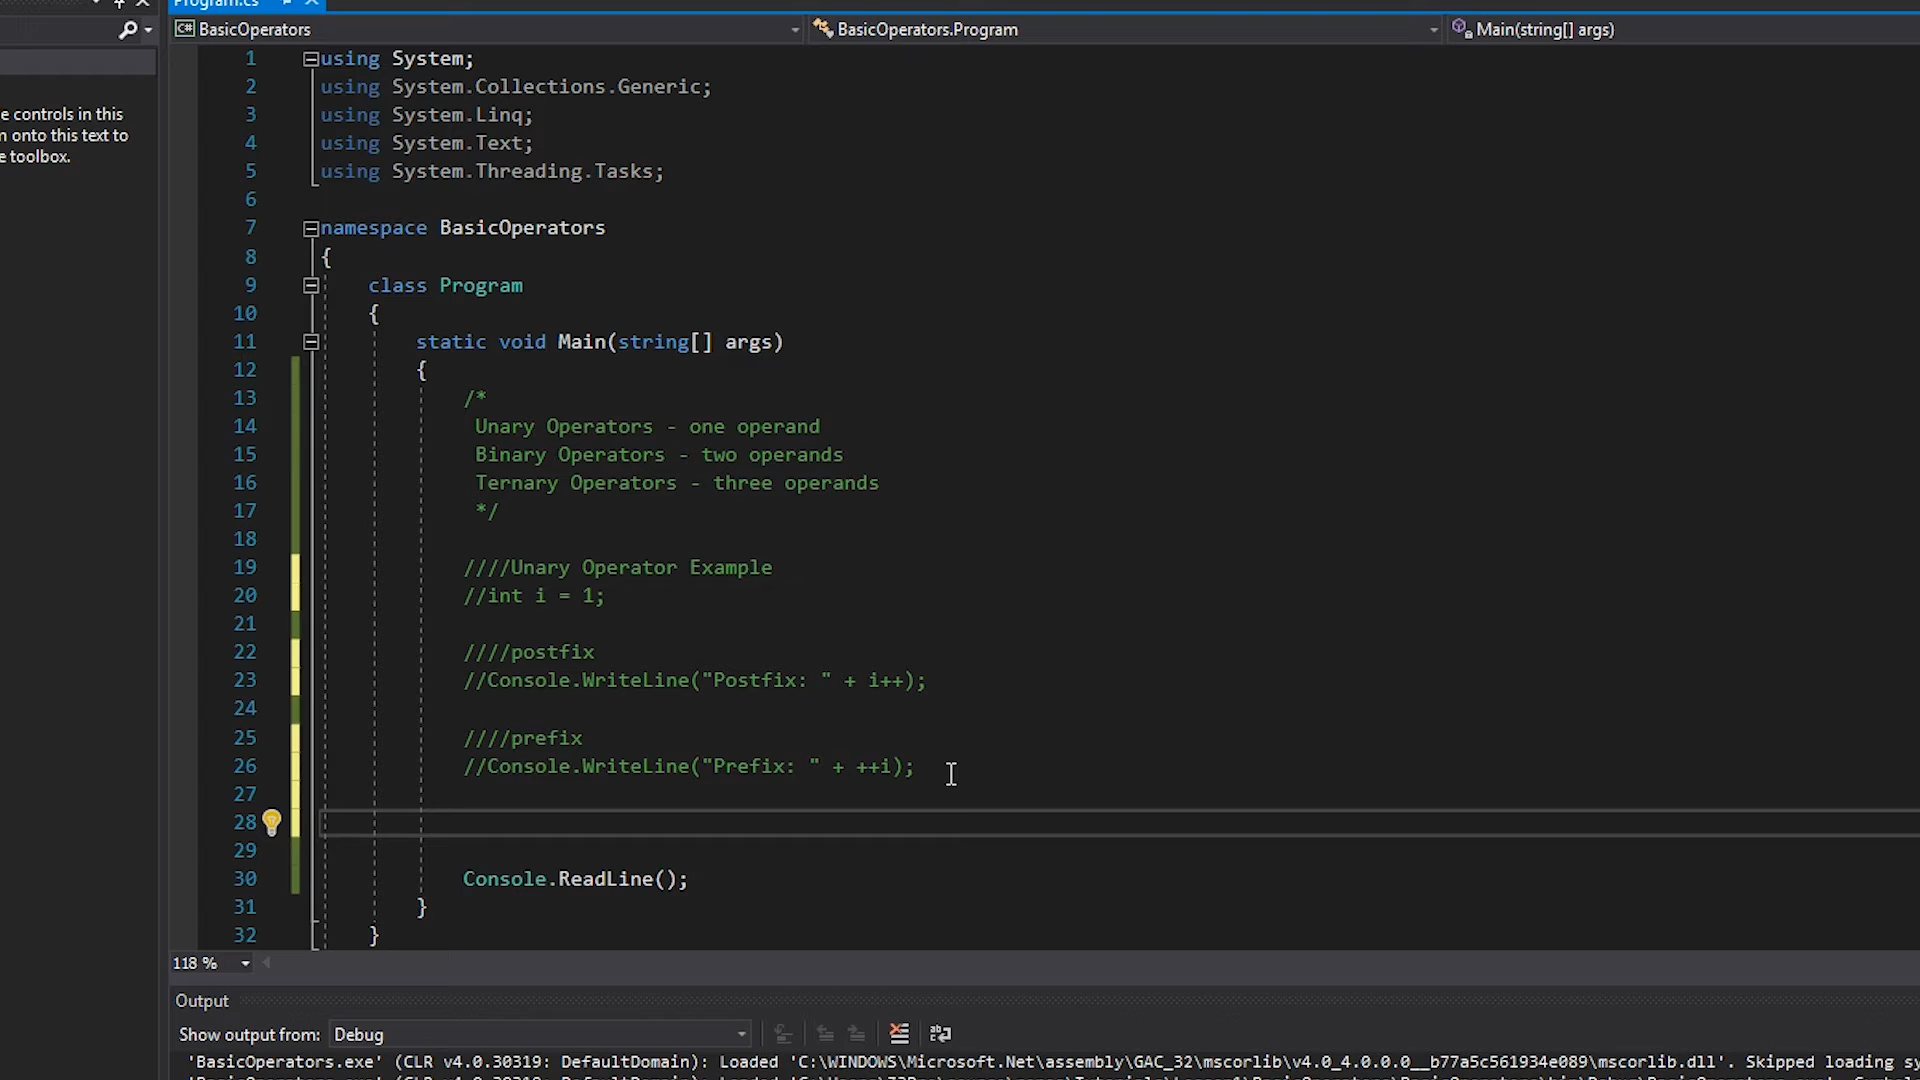 Program.cs
BasicOperators
BasicOperators.Program
Main(string[] args)
e controls in this
onto this text to
e toolbox.
1 using System;
2 using System.Collections.Generic;
3 using System.Linq;
4 using System.Text;
5 using System.Threading.Tasks;
6
7 namespace BasicOperators
8 {
9 class Program
10 {
11 static void Main(string[] args)
12 {
13 /*
14 Unary Operators - one operand
15 Binary Operators - two operands
16 Ternary Operators - three operands
17 */
18
19 ////Unary Operator Example
20 //int i = 1;
21
22 ////postfix
23 //Console.WriteLine("Postfix: " + i++);
24
25 ////prefix
26 //Console.WriteLine("Prefix: " + ++i);
27
28
29
30 Console.ReadLine();
31 }
32 }
118 %
Output
Show output from: Debug
'BasicOperators.exe' (CLR v4.0.30319: DefaultDomain): Loaded 'C:\WINDOWS\Microsoft.Net\assembly\GAC_32\mscorlib\v4.0_4.0.0.0__b77a5c561934e089\mscorlib.dll'. Skipped loading sy